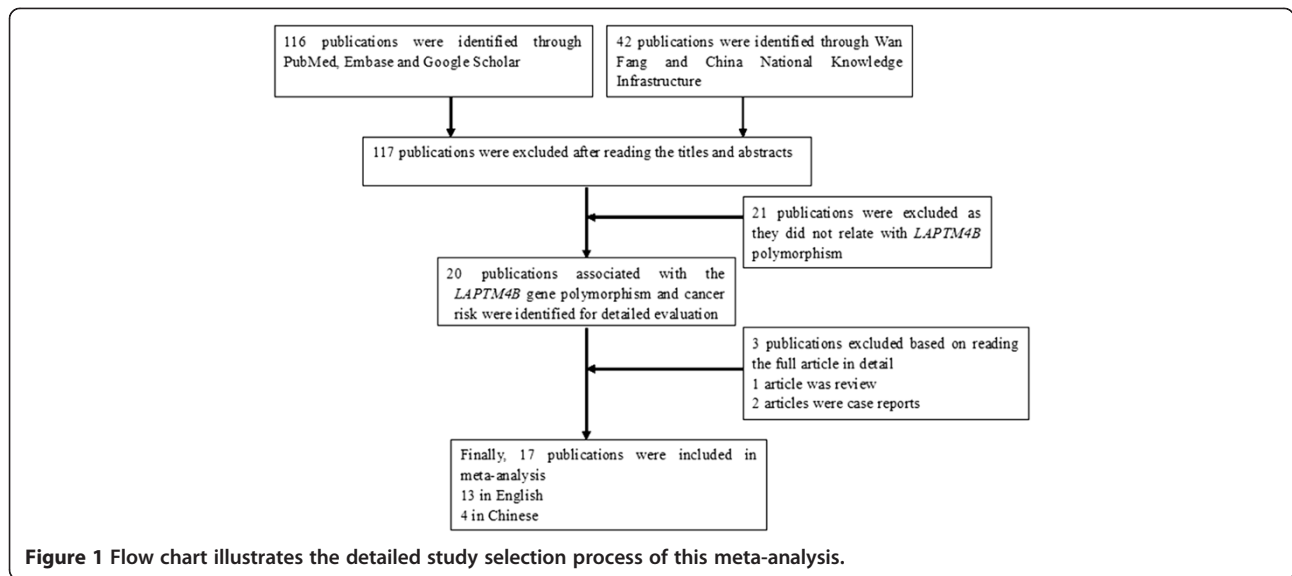 116 publications were identified through
PubMed, Embase and Google Scholar
42 publications were identified through Wan
Fang and China National Knowledge
Infrastructure
117 publications were excluded after reading the titles and abstracts
21 publications were excluded as
they did not relate with LAPTM4B
polymorphism
20 publications associated with the
LAPTM4B gene polymorphism and cancer
risk were identified for detailed evaluation
3 publications excluded based on reading
the full article in detail
1 article was review
2 articles were case reports
Finally, 17 publications were included in
meta-analysis
13 in English
4 in Chinese
Figure 1 Flow chart illustrates the detailed study selection process of this meta-analysis.